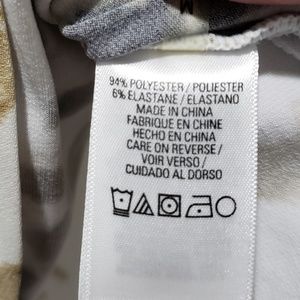 94% POLYESTER / POLIESTER
6% ELASTANE / ELASTANO
MADE IN CHINA
FABRIQUE EN CHINE
HECHO EN CHINA
CARE ON REVERSE /
VOIR VERSO /
CUIDADO AL DORSO